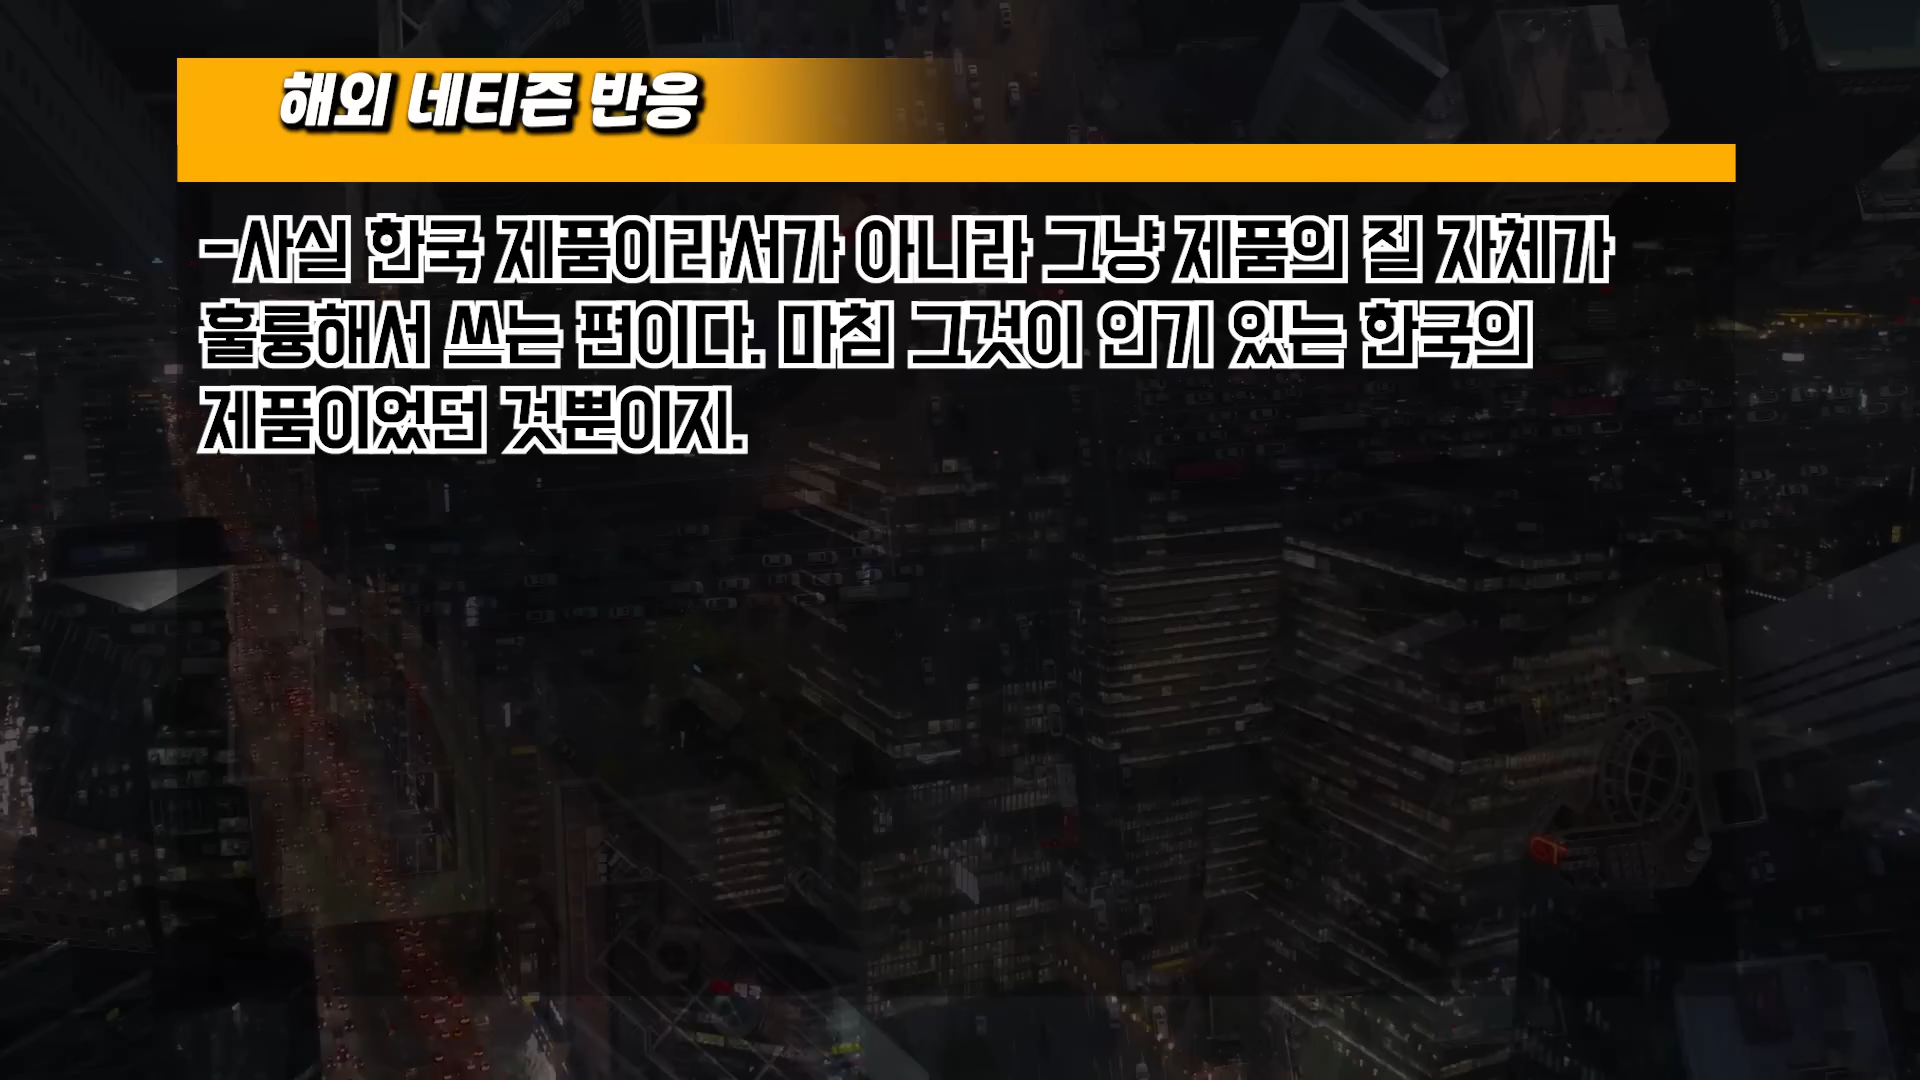 해외 네티즌 반응
-사실 한국 제품이라서가 아니라 그냥 제품의 질 자체가
훌륭해서 쓰는 편이다. 마침 그것이 인기 있는 한국의
제품이었던 것뿐이지.